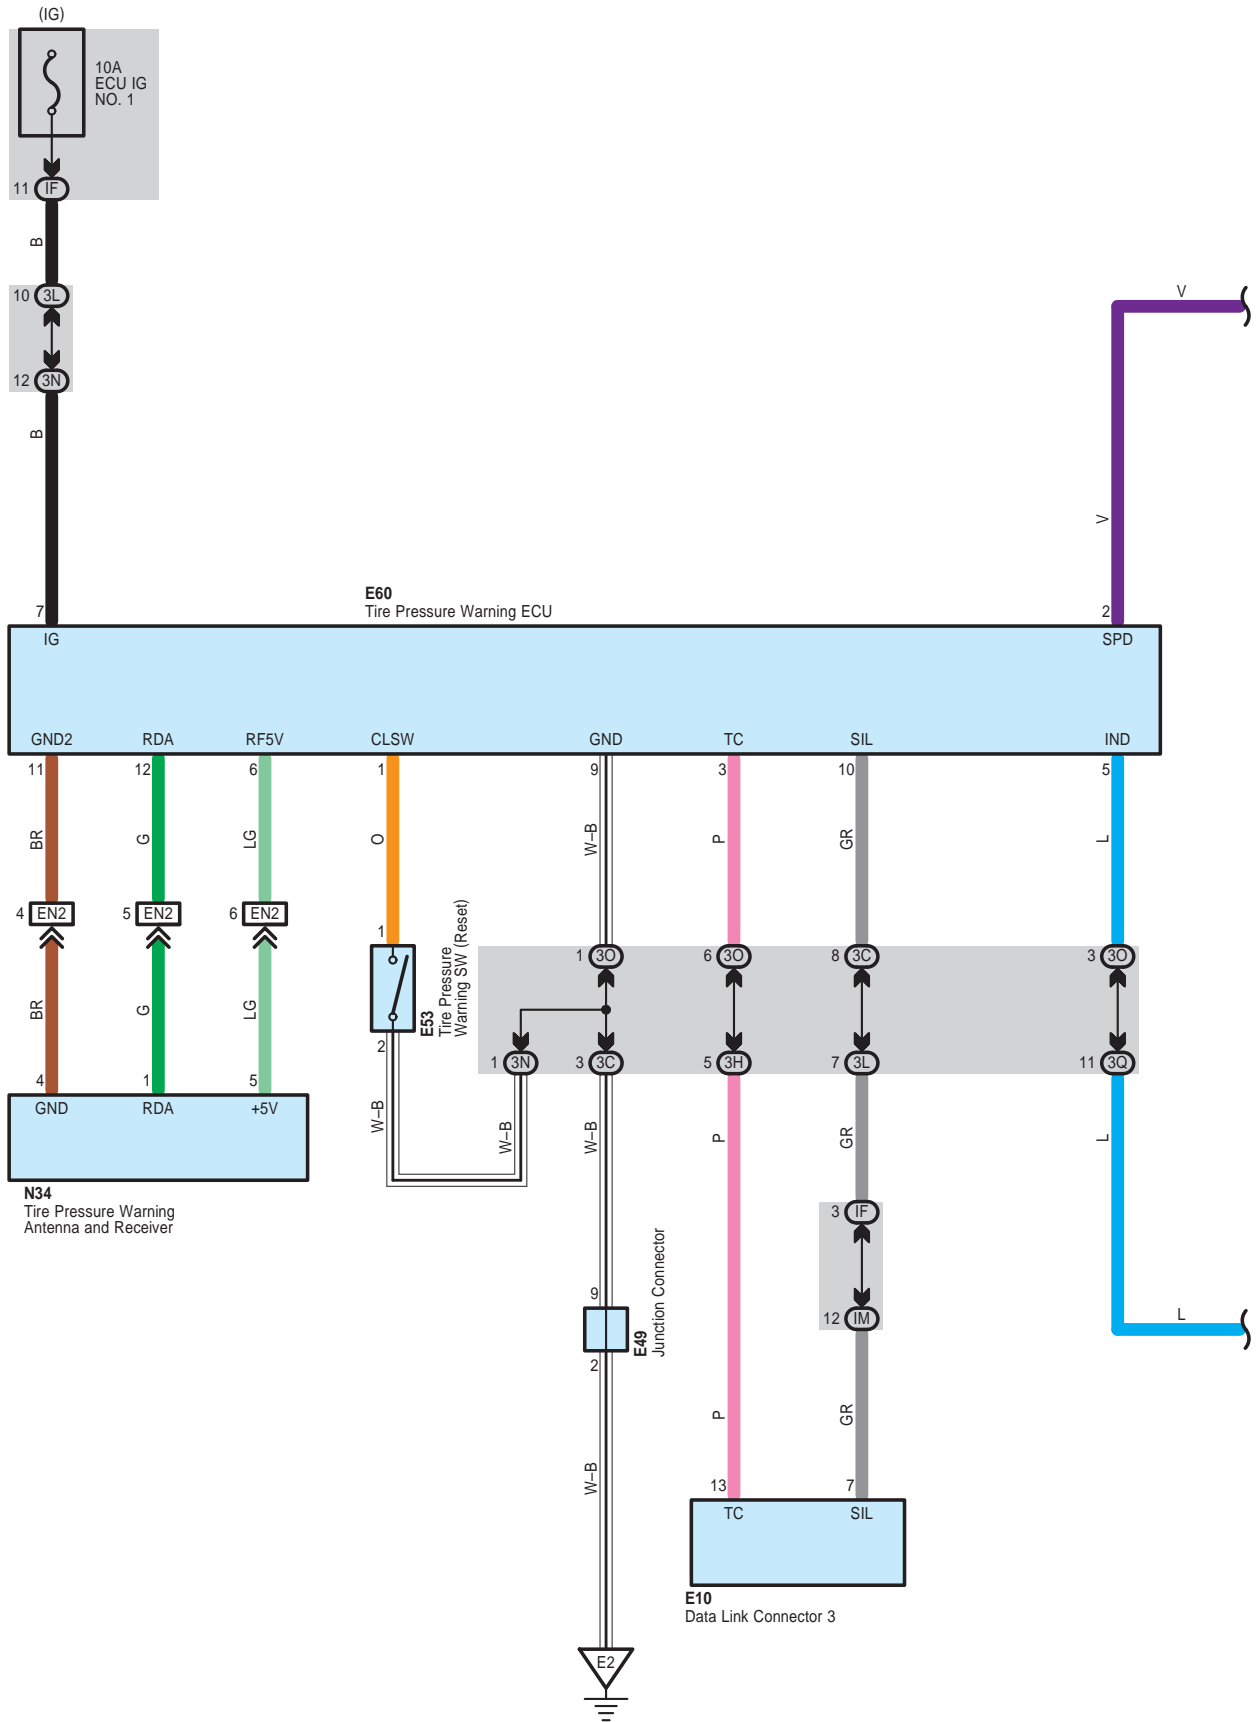 (IG)
10A
ECU IG
NO. 1
11 IF
B
10 3L
12 3N
B
V
V
E60
Tire Pressure Warning ECU
7
2
IG
SPD
GND2 RDA RF5V CLSW GND TC SIL IND
11 12 6 1 9 3 10 5
BR G LG O W–B P GR L
4 EN2 5 EN2 6 EN2
1
E53
Tire Pressure
Warning SW (Reset)
1 3O 6 3O 8 3C 3 3O
BR G LG
2
1 3N 3 3C 5 3H 7 3L 11 3Q
4 1 5
GND RDA +5V
W–B W–B W–B P GR L
N34
Tire Pressure Warning
Antenna and Receiver
3 IF
12 IM
9
E49
Junction Connector
2
L
P GR
W–B
13 7
TC SIL
E10
Data Link Connector 3
E2